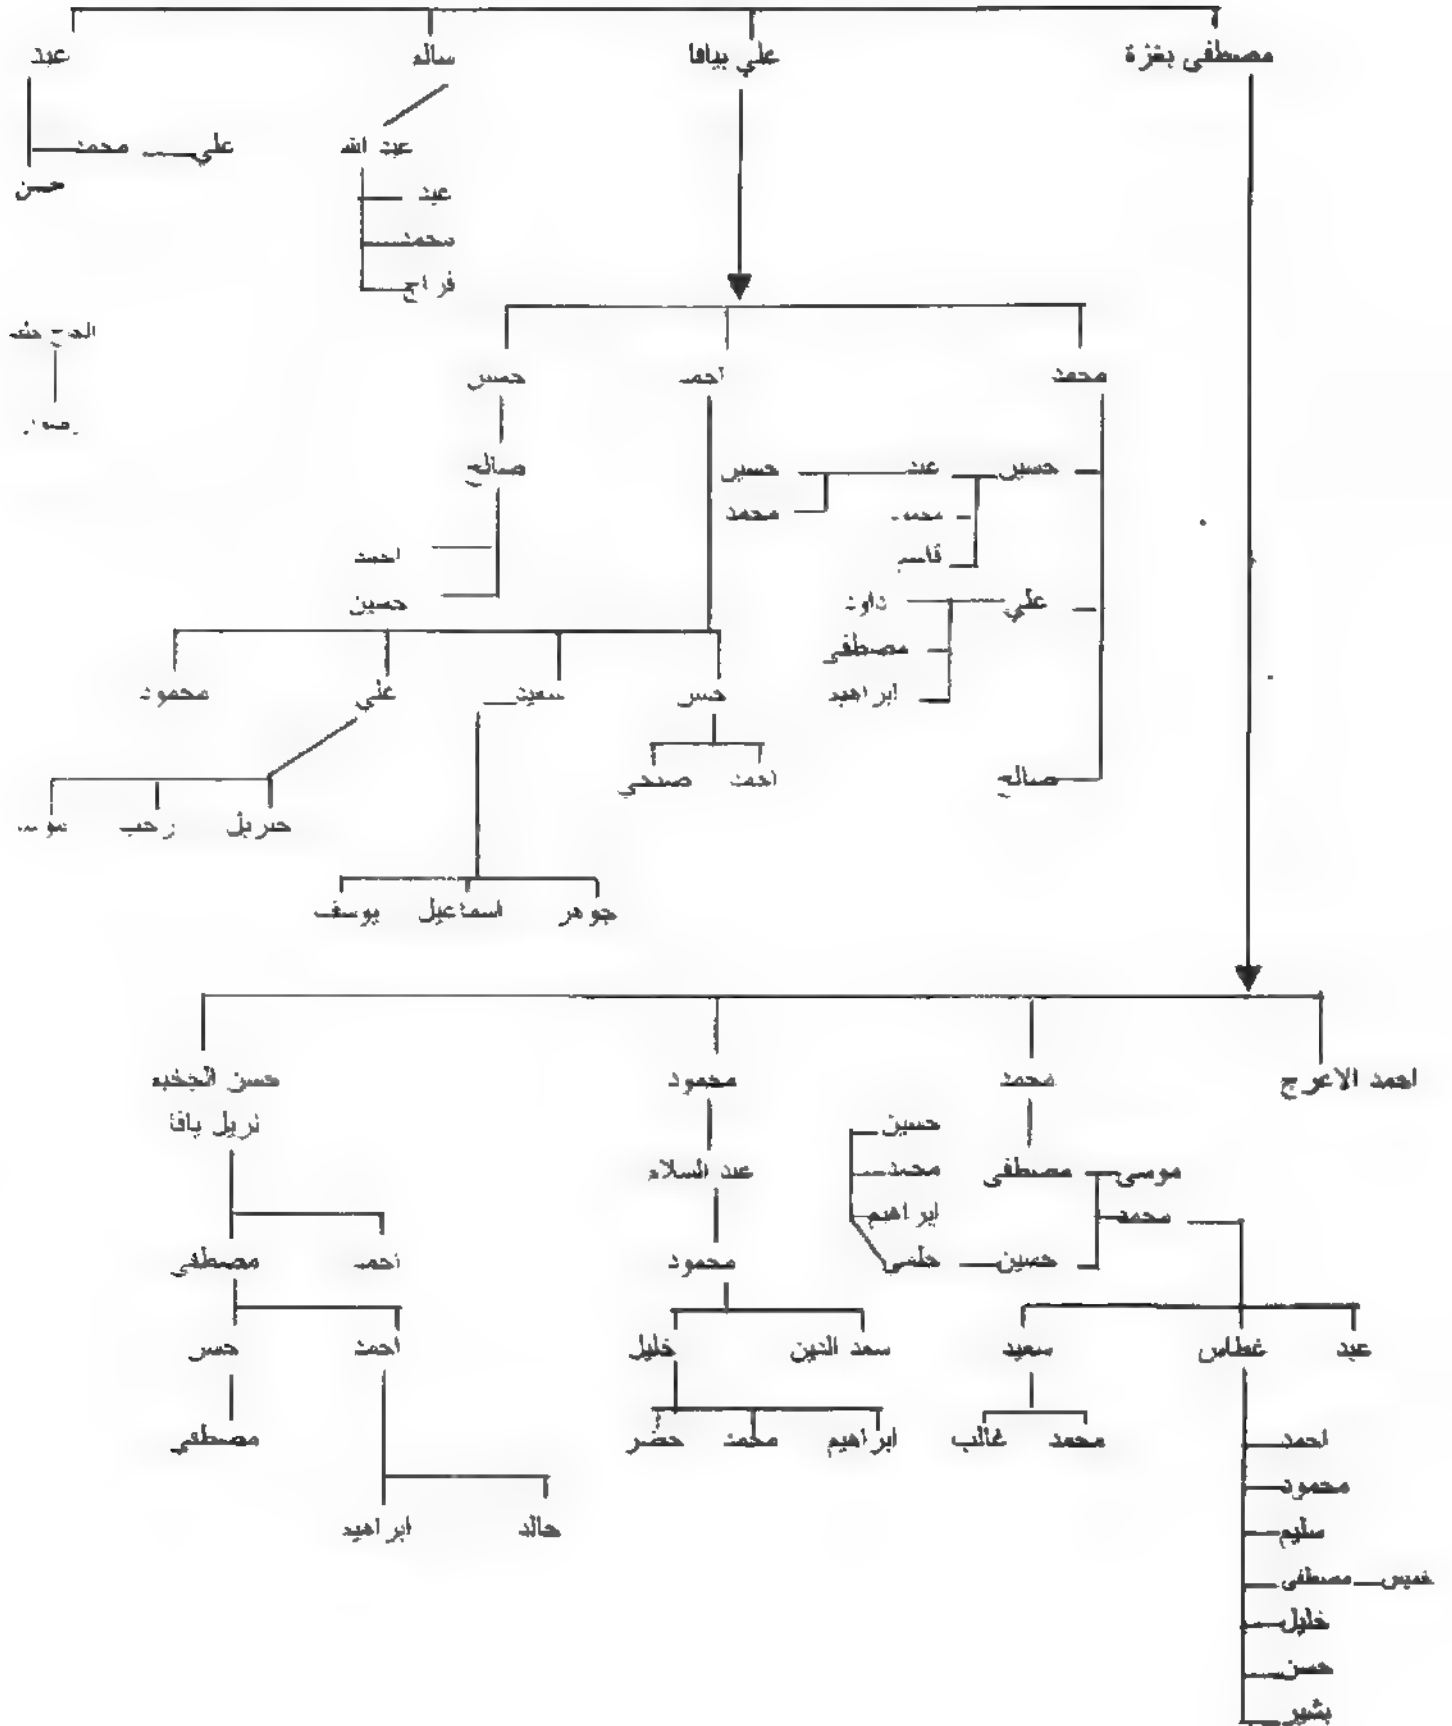 مصطفى بغزة علي بيافا سالم عبد
عبد الله محمد علي
عيد حسن
محمد
فراج
الحاج
محمد احمد حسن
حسين عبد حسين صالح
محمود محمد
قاسم احمد
علي داود حسين
مصطفى
ابراهيم حسن سعيد علي محمود
صالح احمد صبحي
جبريل رجب موسى
جوهر اسماعيل يوسف
احمد الاعرج محمد محمود حسن
نزيل يافا
حسين
موسى مصطفى محمد عبد السلام
محمد ابراهيم
حسين حلمي محمود احمد مصطفى
عبد غطاس سعيد سعد الدين خليل احمد حسن
احمد محمد غالب ابراهيم محمد خضر مصطفى
محمود
سليم خالد ابراهيم
خميس مصطفى
خليل
حسن
بشير